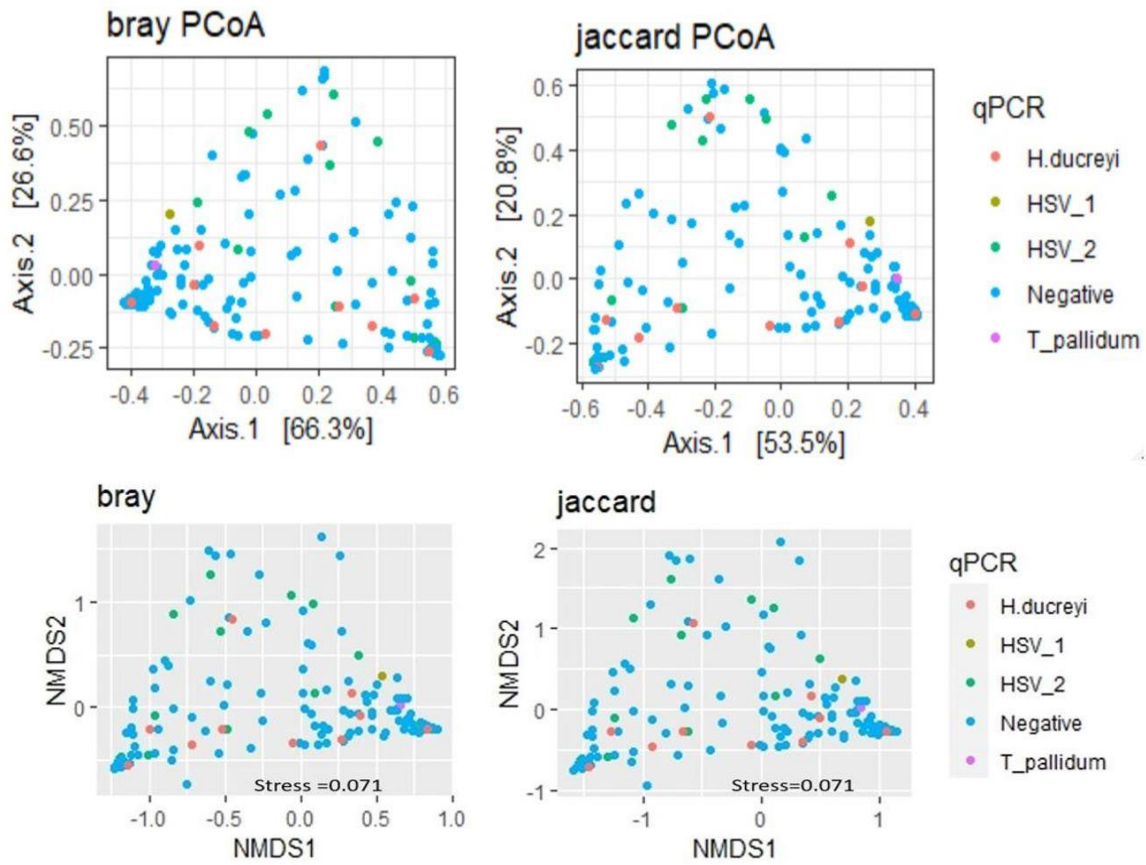 bray PCoA
Axis.2 [26.6%]
0.50
0.25
0.00
-0.25
-0.4 -0.2 0.0 0.2 0.4 0.6
Axis.1 [66.3%]
jaccard PCoA
Axis.2 [20.8%]
0.6
0.4
0.2
0.0
-0.2
-0.6 -0.4 -0.2 0.0 0.2 0.4
Axis.1 [53.5%]
qPCR
H.ducreyi
HSV_1
HSV_2
Negative
T_pallidum
bray
NMDS2
1
0
Stress =0.071
-1.0 -0.5 0.0 0.5 1.0
NMDS1
jaccard
NMDS2
2
1
0
-1
Stress=0.071
-1 0 1
NMDS1
qPCR
H.ducreyi
HSV_1
HSV_2
Negative
T_pallidum